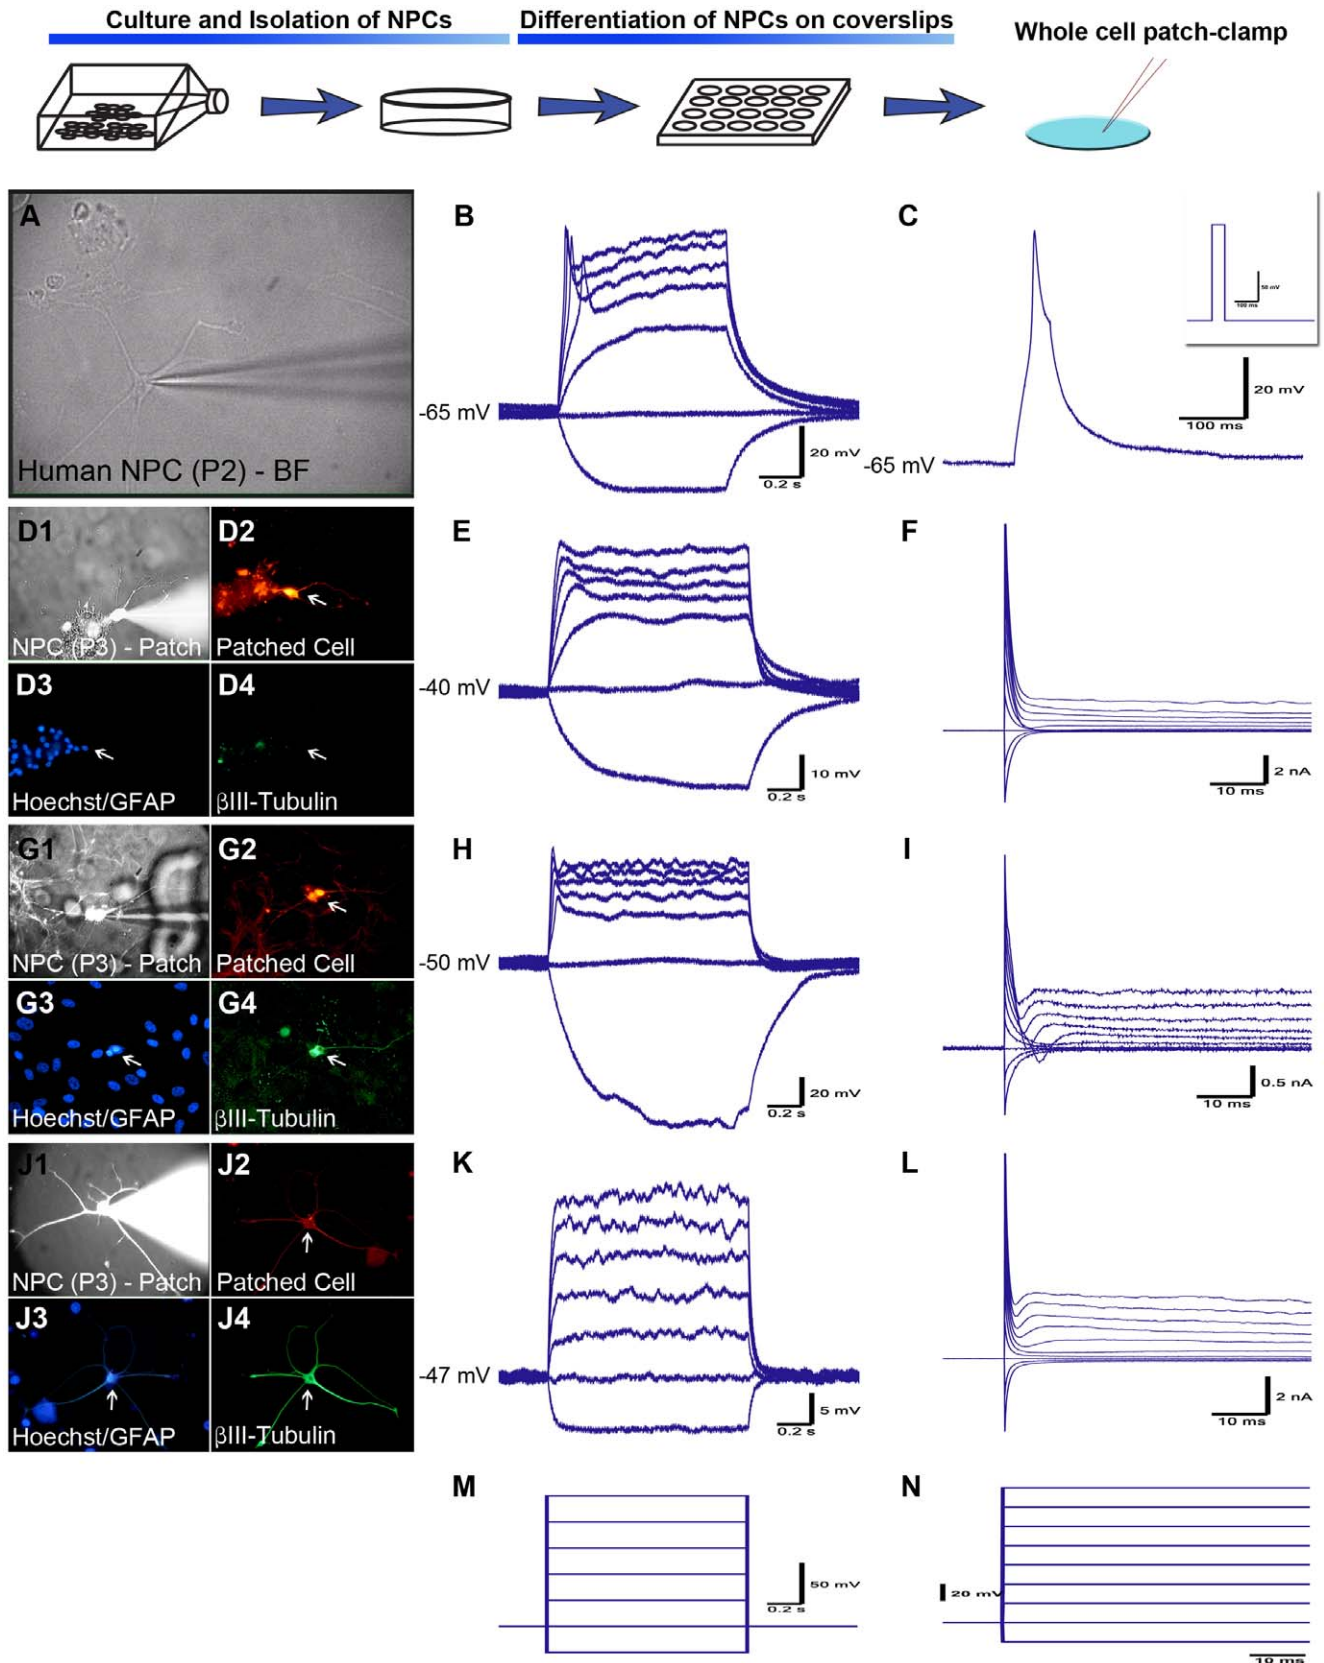 Culture and Isolation of NPCs
Differentiation of NPCs on coverslips
Whole cell patch-clamp
A
Human NPC (P2) - BF
B
-65 mV
20 mV
0.2 s
C
50 mV
100 ms
20 mV
100 ms
-65 mV
D1
NPC (P3) - Patch
D2
Patched Cell
D3
Hoechst/GFAP
D4
βIII-Tubulin
E
-40 mV
10 mV
0.2 s
F
2 nA
10 ms
G1
NPC (P3) - Patch
G2
Patched Cell
G3
Hoechst/GFAP
G4
βIII-Tubulin
H
-50 mV
20 mV
0.2 s
I
0.5 nA
10 ms
J1
NPC (P3) - Patch
J2
Patched Cell
J3
Hoechst/GFAP
J4
βIII-Tubulin
K
-47 mV
5 mV
0.2 s
L
2 nA
10 ms
M
50 mV
0.2 s
N
20 mV
10 ms